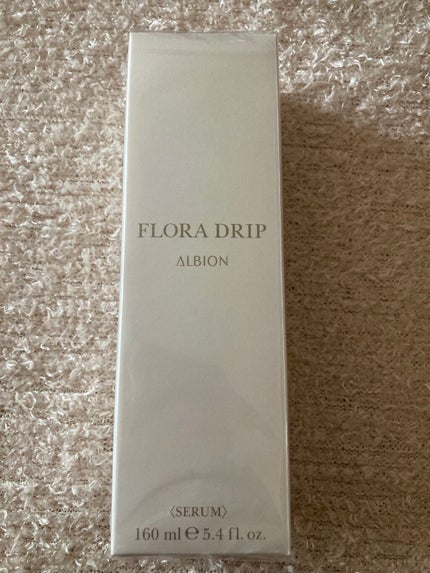 FLORA DRIP
ALBION
〈SERUM〉
160 ml ℮ 5.4 fl. oz.